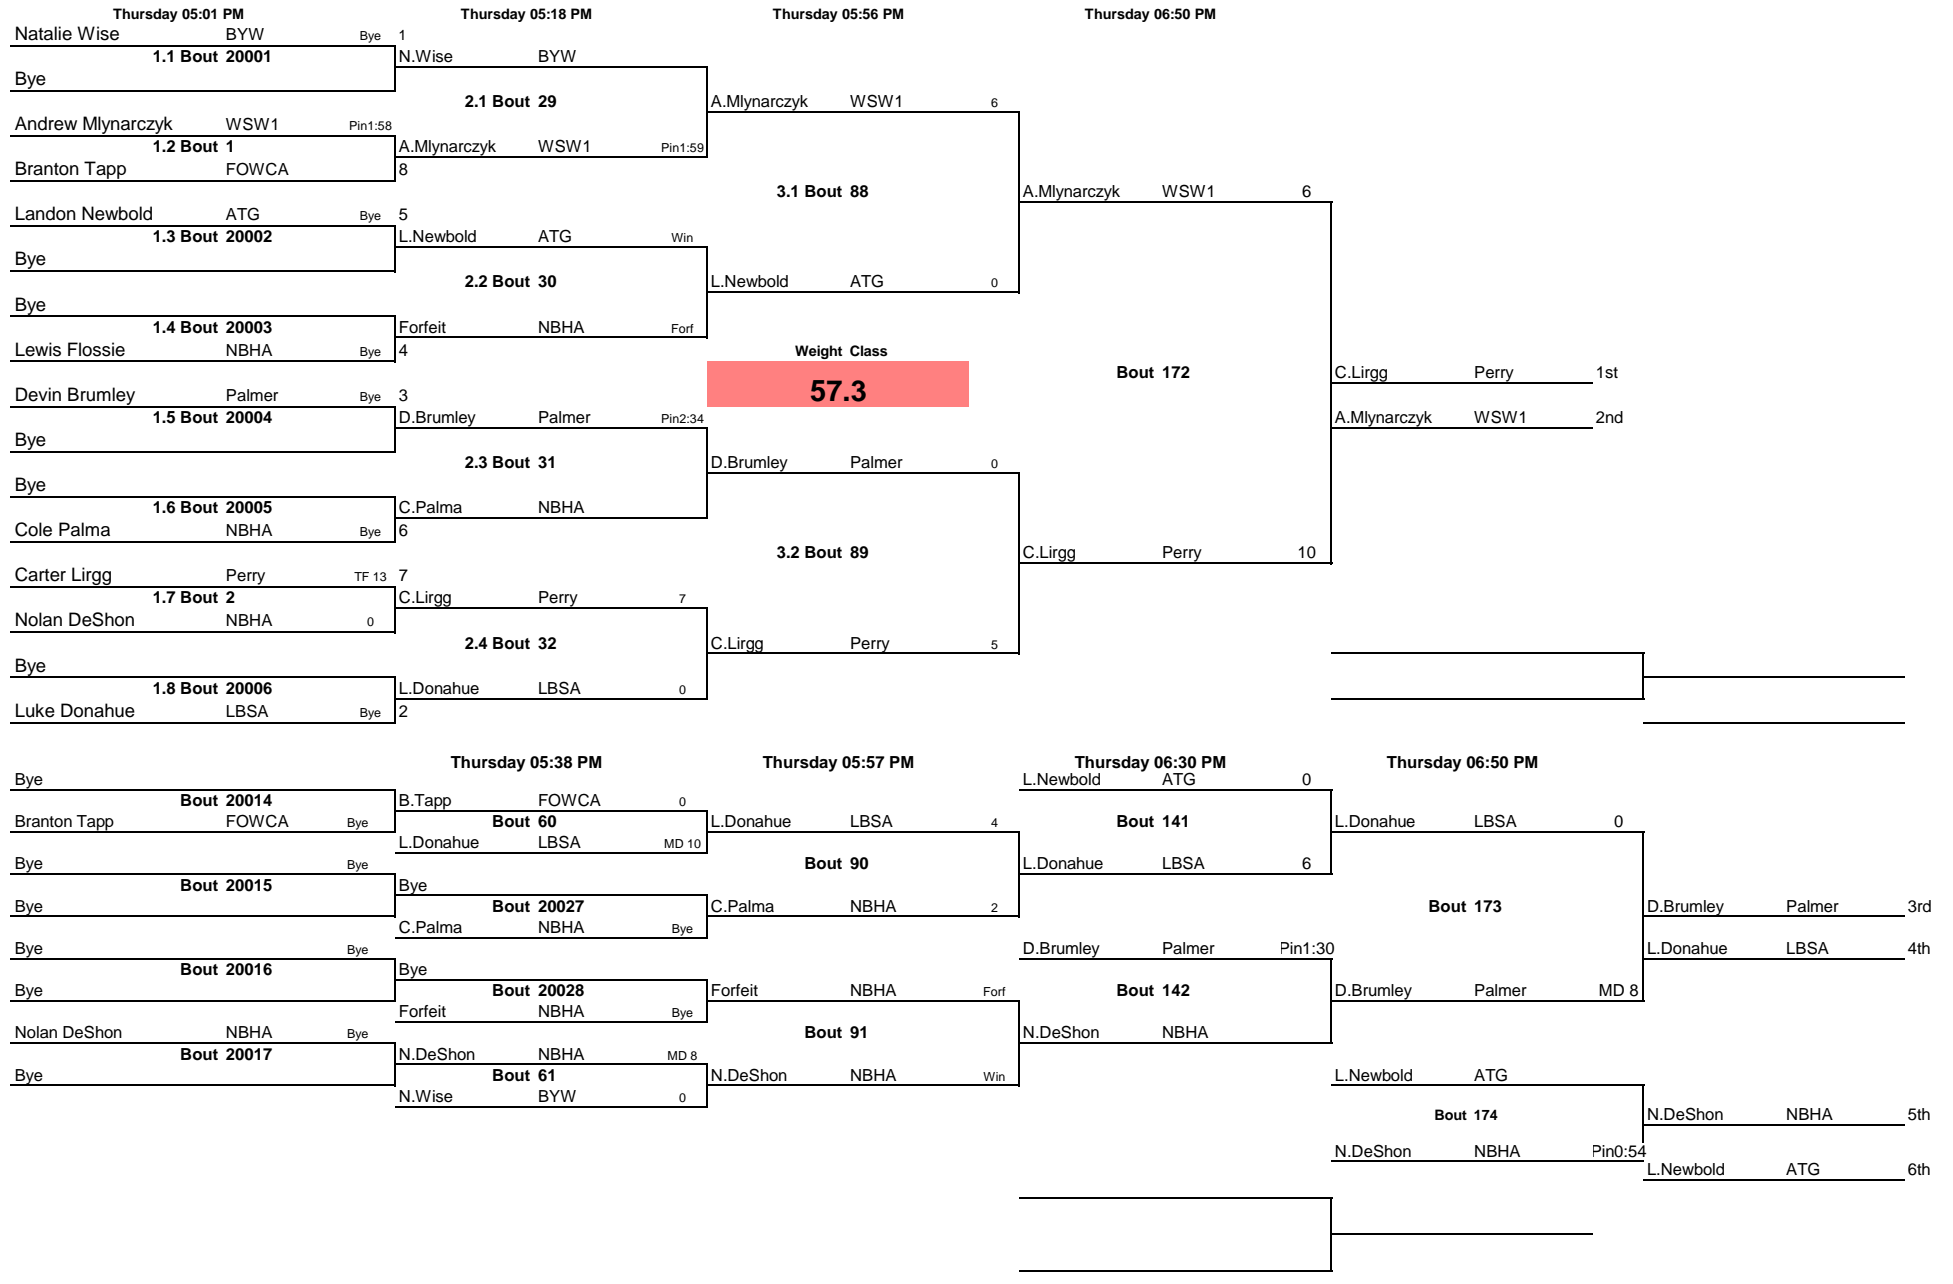 Thursday 05:01 PM Thursday 05:18 PM Thursday 05:56 PM Thursday 06:50 PM
Natalie Wise BYW Bye 1
1.1 Bout 20001 N.Wise BYW
Bye
2.1 Bout 29 A.Mlynarczyk WSW1 6
Andrew Mlynarczyk WSW1 Pin1:58
1.2 Bout 1 A.Mlynarczyk WSW1 Pin1:59
Branton Tapp FOWCA 8
3.1 Bout 88 A.Mlynarczyk WSW1 6
Landon Newbold ATG Bye 5
1.3 Bout 20002 L.Newbold ATG Win
Bye
2.2 Bout 30 L.Newbold ATG 0
Bye
1.4 Bout 20003 Forfeit NBHA Forf
Lewis Flossie NBHA Bye 4 Weight Class
Bout 172 C.Lirgg Perry 1st
Devin Brumley Palmer Bye 3 57.3
1.5 Bout 20004 D.Brumley Palmer Pin2:34 A.Mlynarczyk WSW1 2nd
Bye
2.3 Bout 31 D.Brumley Palmer 0
Bye
1.6 Bout 20005 C.Palma NBHA
Cole Palma NBHA Bye 6
3.2 Bout 89 C.Lirgg Perry 10
Carter Lirgg Perry TF 13 7
1.7 Bout 2 C.Lirgg Perry 7
Nolan DeShon NBHA 0
2.4 Bout 32 C.Lirgg Perry 5
Bye
1.8 Bout 20006 L.Donahue LBSA 0
Luke Donahue LBSA Bye 2
Thursday 05:38 PM Thursday 05:57 PM Thursday 06:30 PM Thursday 06:50 PM
Bye L.Newbold ATG 0
Bout 20014 B.Tapp FOWCA 0
Branton Tapp FOWCA Bye Bout 60 L.Donahue LBSA 4 Bout 141 L.Donahue LBSA 0
L.Donahue LBSA MD 10
Bye Bye Bout 90 L.Donahue LBSA 6
Bout 20015 Bye
Bye Bout 20027 C.Palma NBHA 2 Bout 173 D.Brumley Palmer 3rd
C.Palma NBHA Bye
Bye Bye D.Brumley Palmer Pin1:30 L.Donahue LBSA 4th
Bout 20016 Bye
Bye Bout 20028 Forfeit NBHA Forf Bout 142 D.Brumley Palmer MD 8
Forfeit NBHA Bye
Nolan DeShon NBHA Bye Bout 91 N.DeShon NBHA
Bout 20017 N.DeShon NBHA MD 8
Bye Bout 61 N.DeShon NBHA Win L.Newbold ATG
N.Wise BYW 0
Bout 174 N.DeShon NBHA 5th
N.DeShon NBHA Pin0:54
L.Newbold ATG 6th